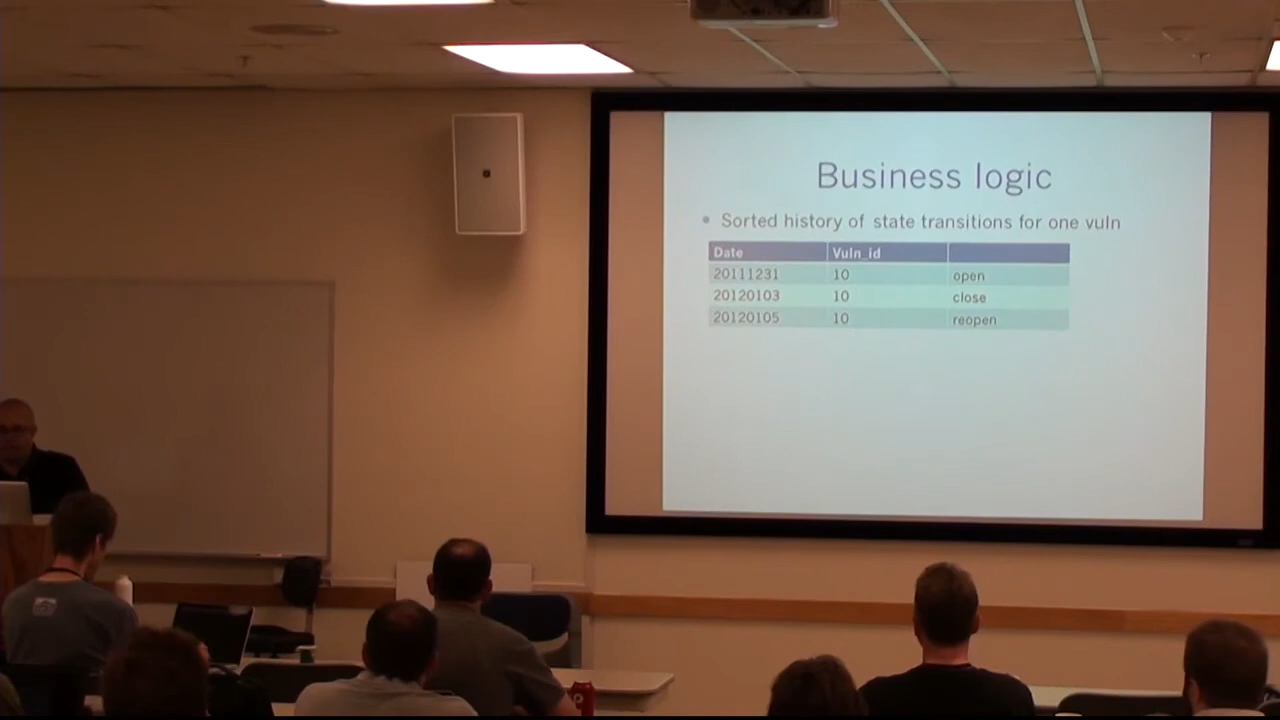 Business logic
• Sorted history of state transitions for one vuln
Date Vuln_id
20111231 10 open
20120103 10 close
20120105 10 reopen